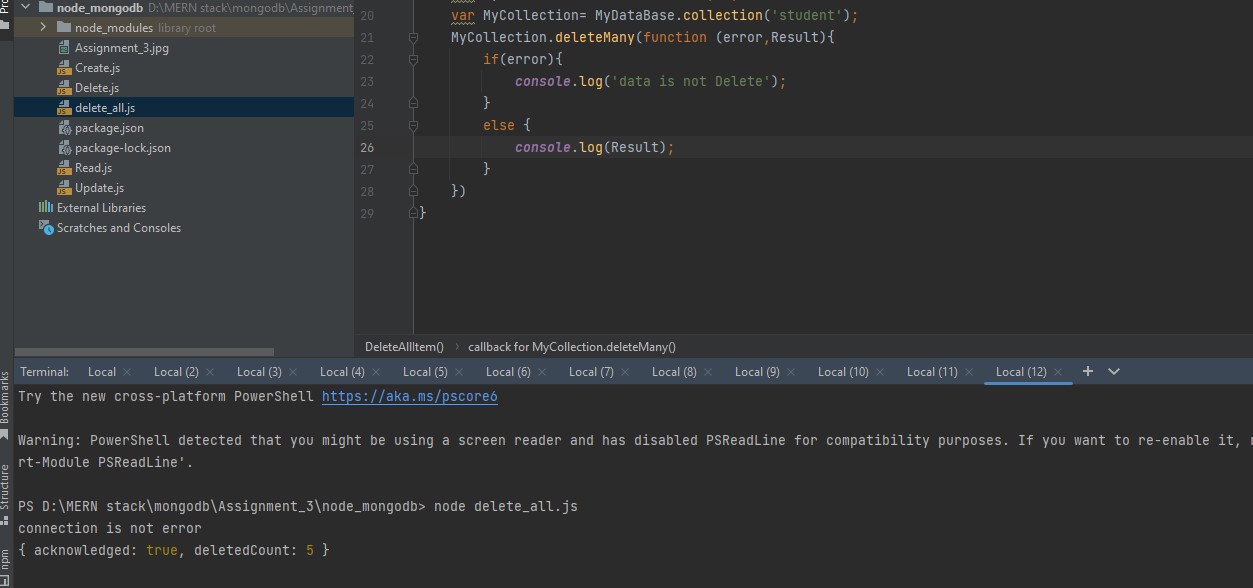 node_mongodb D:\MERN stack\mongodb\Assignment
node_modules library root
Assignment_3.jpg
Create.js
Delete.js
delete_all.js
package.json
package-lock.json
Read.js
Update.js
External Libraries
Scratches and Consoles
20 var MyCollection= MyDataBase.collection('student');
21 MyCollection.deleteMany(function (error,Result){
22 if(error){
23 console.log('data is not Delete');
24 }
25 else {
26 console.log(Result);
27 }
28 })
29 }
DeleteAllItem() callback for MyCollection.deleteMany()
Terminal: Local Local (2) Local (3) Local (4) Local (5) Local (6) Local (7) Local (8) Local (9) Local (10) Local (11) Local (12)
Try the new cross-platform PowerShell https://aka.ms/pscore6
Warning: PowerShell detected that you might be using a screen reader and has disabled PSReadLine for compatibility purposes. If you want to re-enable it,
rt-Module PSReadLine'.
PS D:\MERN stack\mongodb\Assignment_3\node_mongodb> node delete_all.js
connection is not error
{ acknowledged: true, deletedCount: 5 }
Bookmarks
Structure
npm